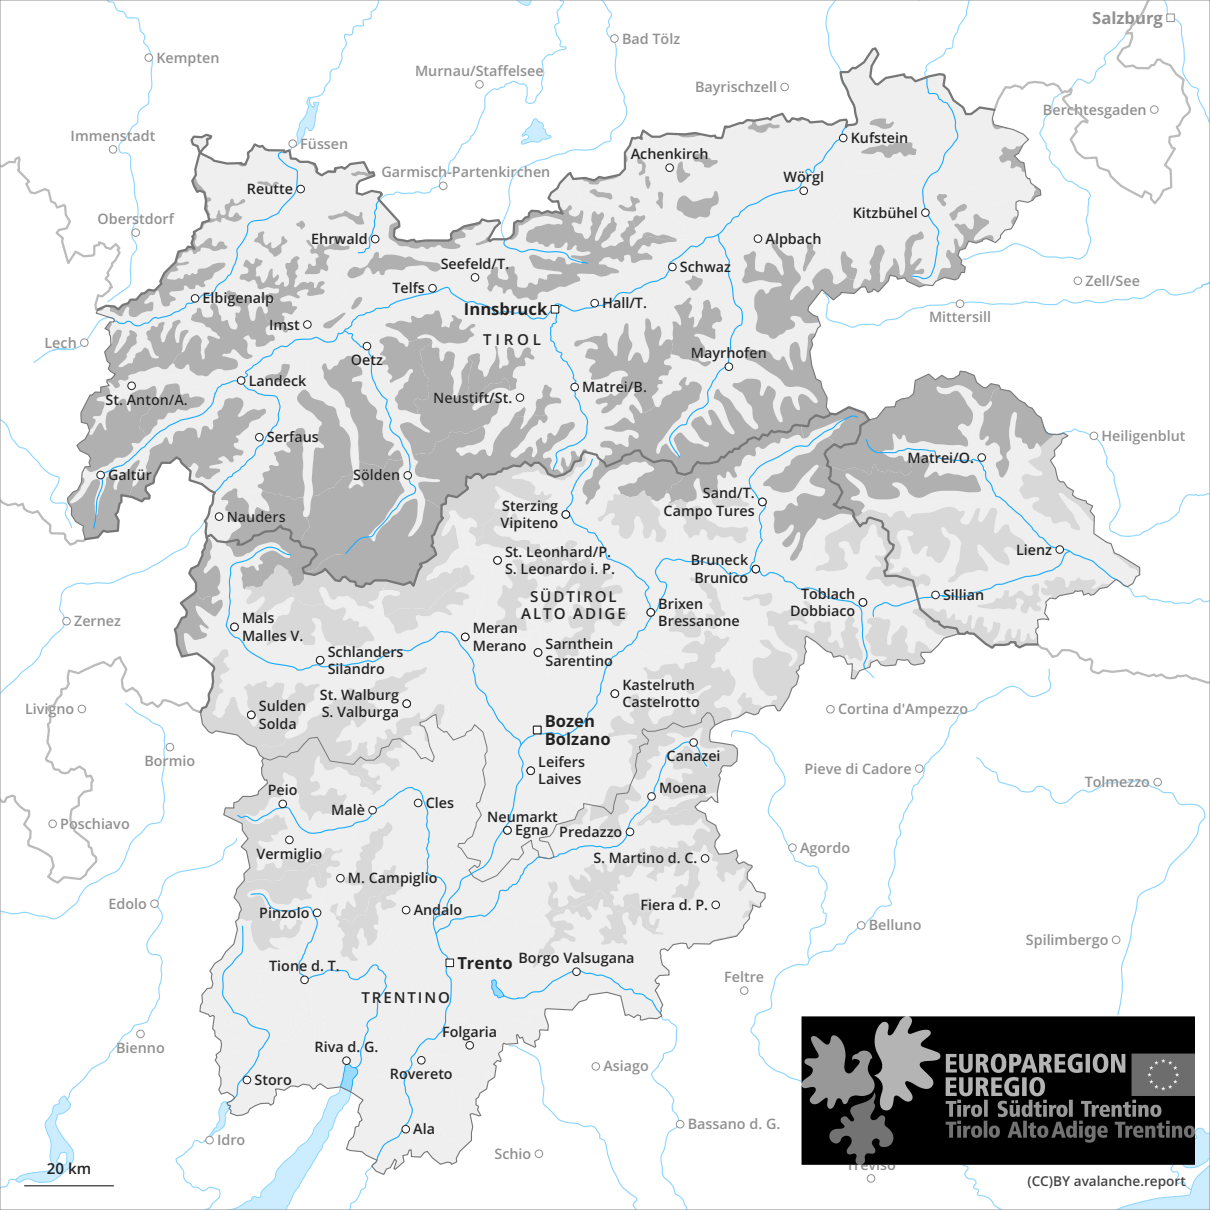 Salzburg
Bad Tölz
Kempten
Murnau/Staffelsee
Bayrischzell
Berchtesgaden
Immenstadt
Füssen
Kufstein
Achenkirch
Garmisch-Partenkirchen
Wörgl
Reutte
Oberstdorf
Kitzbühel
Ehrwald
Alpbach
Seefeld/T.
Schwaz
Zell/See
Telfs
Elbigenalp
Hall/T.
Innsbruck
Mittersill
Imst
TIROL
Lech
Mayrhofen
Oetz
Landeck
Matrei/B.
St. Anton/A.
Neustift/St.
Serfaus
Heiligenblut
Matrei/O.
Galtür
Sölden
Sand/T.
Campo Tures
Sterzing
Vipiteno
Nauders
Lienz
St. Leonhard/P.
S. Leonardo i. P.
Bruneck
Brunico
SÜDTIROL
ALTO ADIGE
Toblach
Dobbiaco
Sillian
Brixen
Bressanone
Zernez
Mals
Malles V.
Meran
Merano
Sarnthein
Sarentino
Schlanders
Silandro
Kastelruth
Castelrotto
St. Walburg
S. Valburga
Sulden
Solda
Livigno
Cortina d'Ampezzo
Bozen
Bolzano
Bormio
Canazei
Leifers
Laives
Pieve di Cadore
Tolmezzo
Peio
Moena
Malè
Cles
Neumarkt
Egna
Predazzo
Poschiavo
Vermiglio
S. Martino d. C.
Agordo
M. Campiglio
Edolo
Pinzolo
Andalo
Fiera d. P.
Belluno
Spilimbergo
Trento
Borgo Valsugana
Tione d. T.
Feltre
TRENTINO
Folgaria
Bienno
Riva d. G.
Rovereto
Asiago
Storo
EUROPAREGION
EUREGIO
Tirol Südtirol Trentino
Tirolo Alto Adige Trentino
Ala
Bassano d. G.
Idro
Schio
Treviso
20 km
(CC)BY avalanche.report